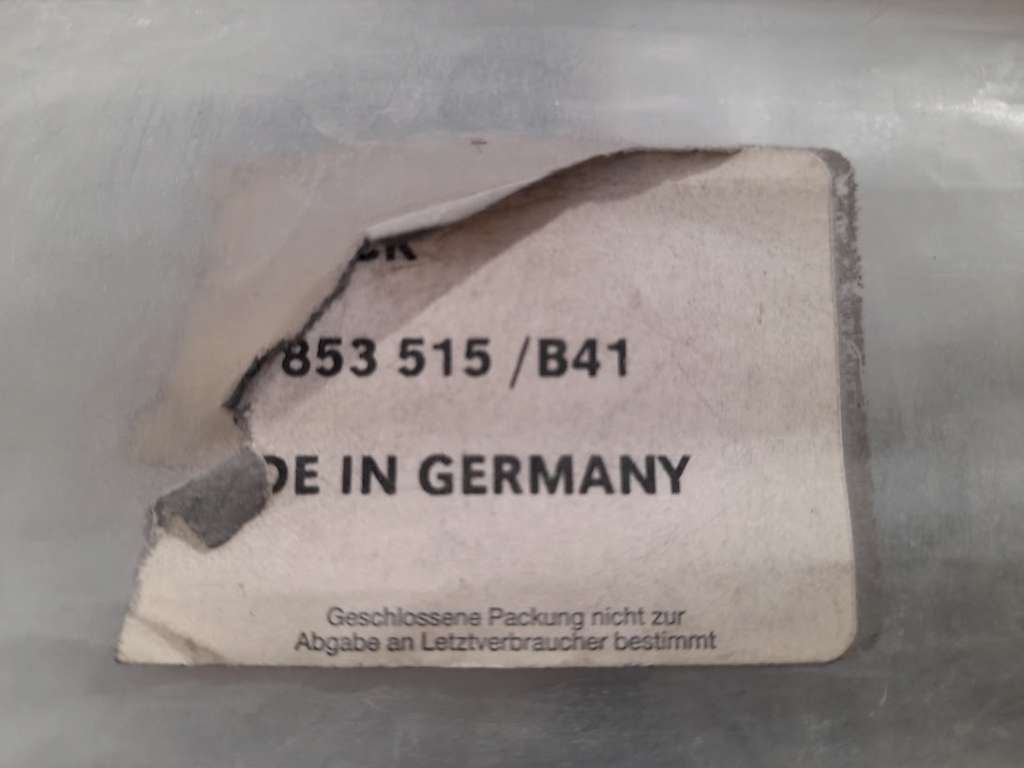 853 515 /B41
DE IN GERMANY
Geschlossene Packung nicht zur
Abgabe an Letztverbraucher bestimmt